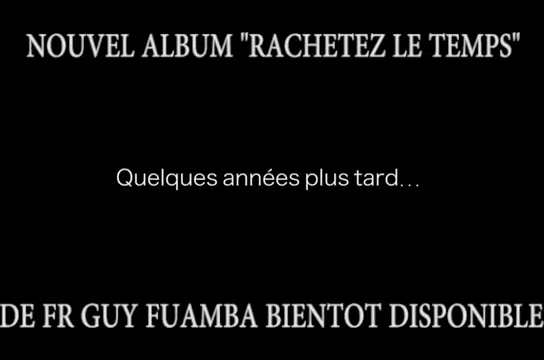 NOUVEL ALBUM "RACHETEZ LE TEMPS"
Quelques années plus tard...
DE FR GUY FUAMBA BIENTOT DISPONIBLE